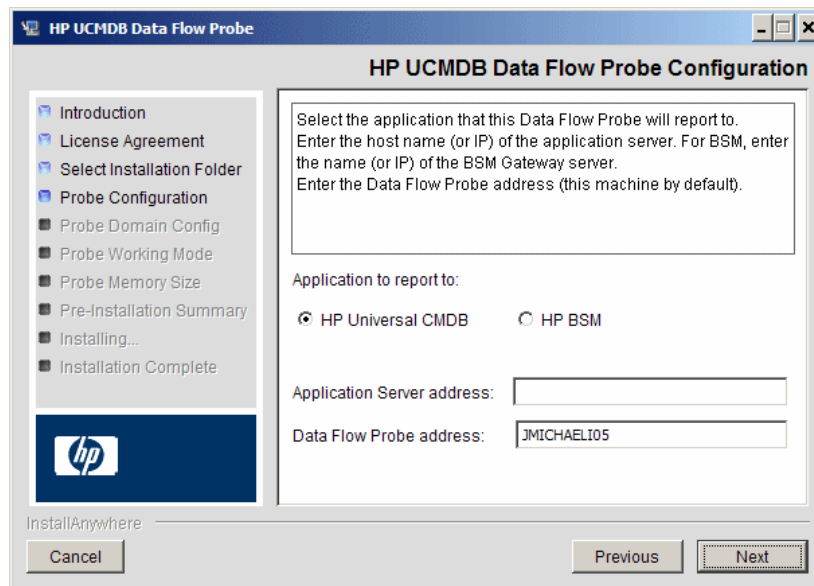 HP UCMDB Data Flow Probe
HP UCMDB Data Flow Probe Configuration
Introduction
License Agreement
Select Installation Folder
Probe Configuration
Probe Domain Config
Probe Working Mode
Probe Memory Size
Pre-Installation Summary
Installing...
Installation Complete
hp
Select the application that this Data Flow Probe will report to.
Enter the host name (or IP) of the application server. For BSM, enter
the name (or IP) of the BSM Gateway server.
Enter the Data Flow Probe address (this machine by default).
Application to report to:
HP Universal CMDB HP BSM
Application Server address:
Data Flow Probe address: JMICHAELI05
InstallAnywhere
Cancel Previous Next